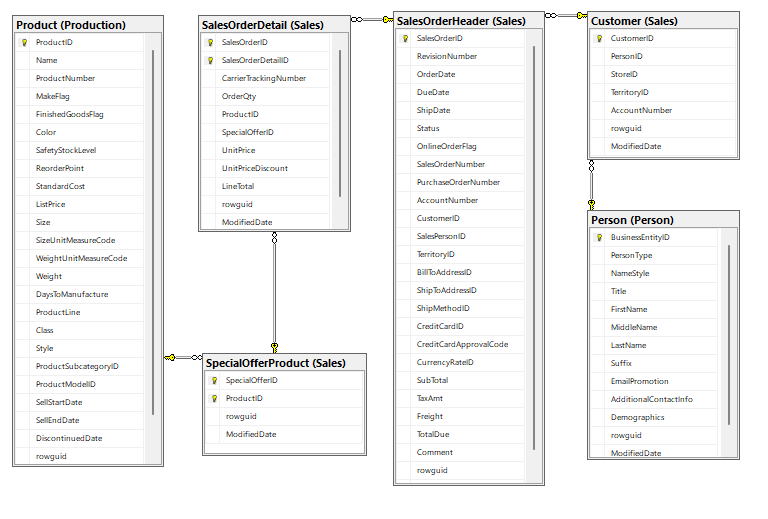 Product (Production)
ProductID
Name
ProductNumber
MakeFlag
FinishedGoodsFlag
Color
SafetyStockLevel
ReorderPoint
StandardCost
ListPrice
Size
SizeUnitMeasureCode
WeightUnitMeasureCode
Weight
DaysToManufacture
ProductLine
Class
Style
ProductSubcategoryID
ProductModelID
SellStartDate
SellEndDate
DiscontinuedDate
rowguid
SalesOrderDetail (Sales)
SalesOrderID
SalesOrderDetailID
CarrierTrackingNumber
OrderQty
ProductID
SpecialOfferID
UnitPrice
UnitPriceDiscount
LineTotal
rowguid
ModifiedDate
SpecialOfferProduct (Sales)
SpecialOfferID
ProductID
rowguid
ModifiedDate
SalesOrderHeader (Sales)
SalesOrderID
RevisionNumber
OrderDate
DueDate
ShipDate
Status
OnlineOrderFlag
SalesOrderNumber
PurchaseOrderNumber
AccountNumber
CustomerID
SalesPersonID
TerritoryID
BillToAddressID
ShipToAddressID
ShipMethodID
CreditCardID
CreditCardApprovalCode
CurrencyRateID
SubTotal
TaxAmt
Freight
TotalDue
Comment
rowguid
Customer (Sales)
CustomerID
PersonID
StoreID
TerritoryID
AccountNumber
rowguid
ModifiedDate
Person (Person)
BusinessEntityID
PersonType
NameStyle
Title
FirstName
MiddleName
LastName
Suffix
EmailPromotion
AdditionalContactInfo
Demographics
rowguid
ModifiedDate